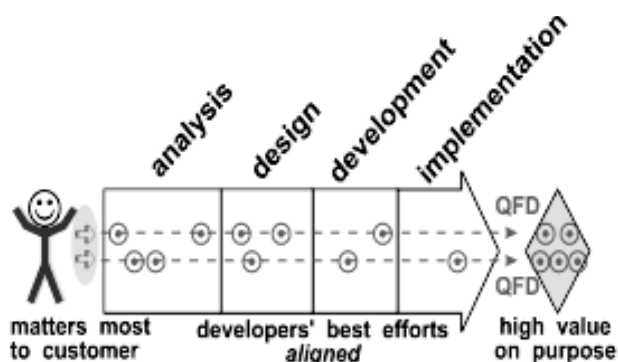 analysis
design
development
implementation
QFD
QFD
matters most
to customer
developers' best efforts
aligned
high value
on purpose